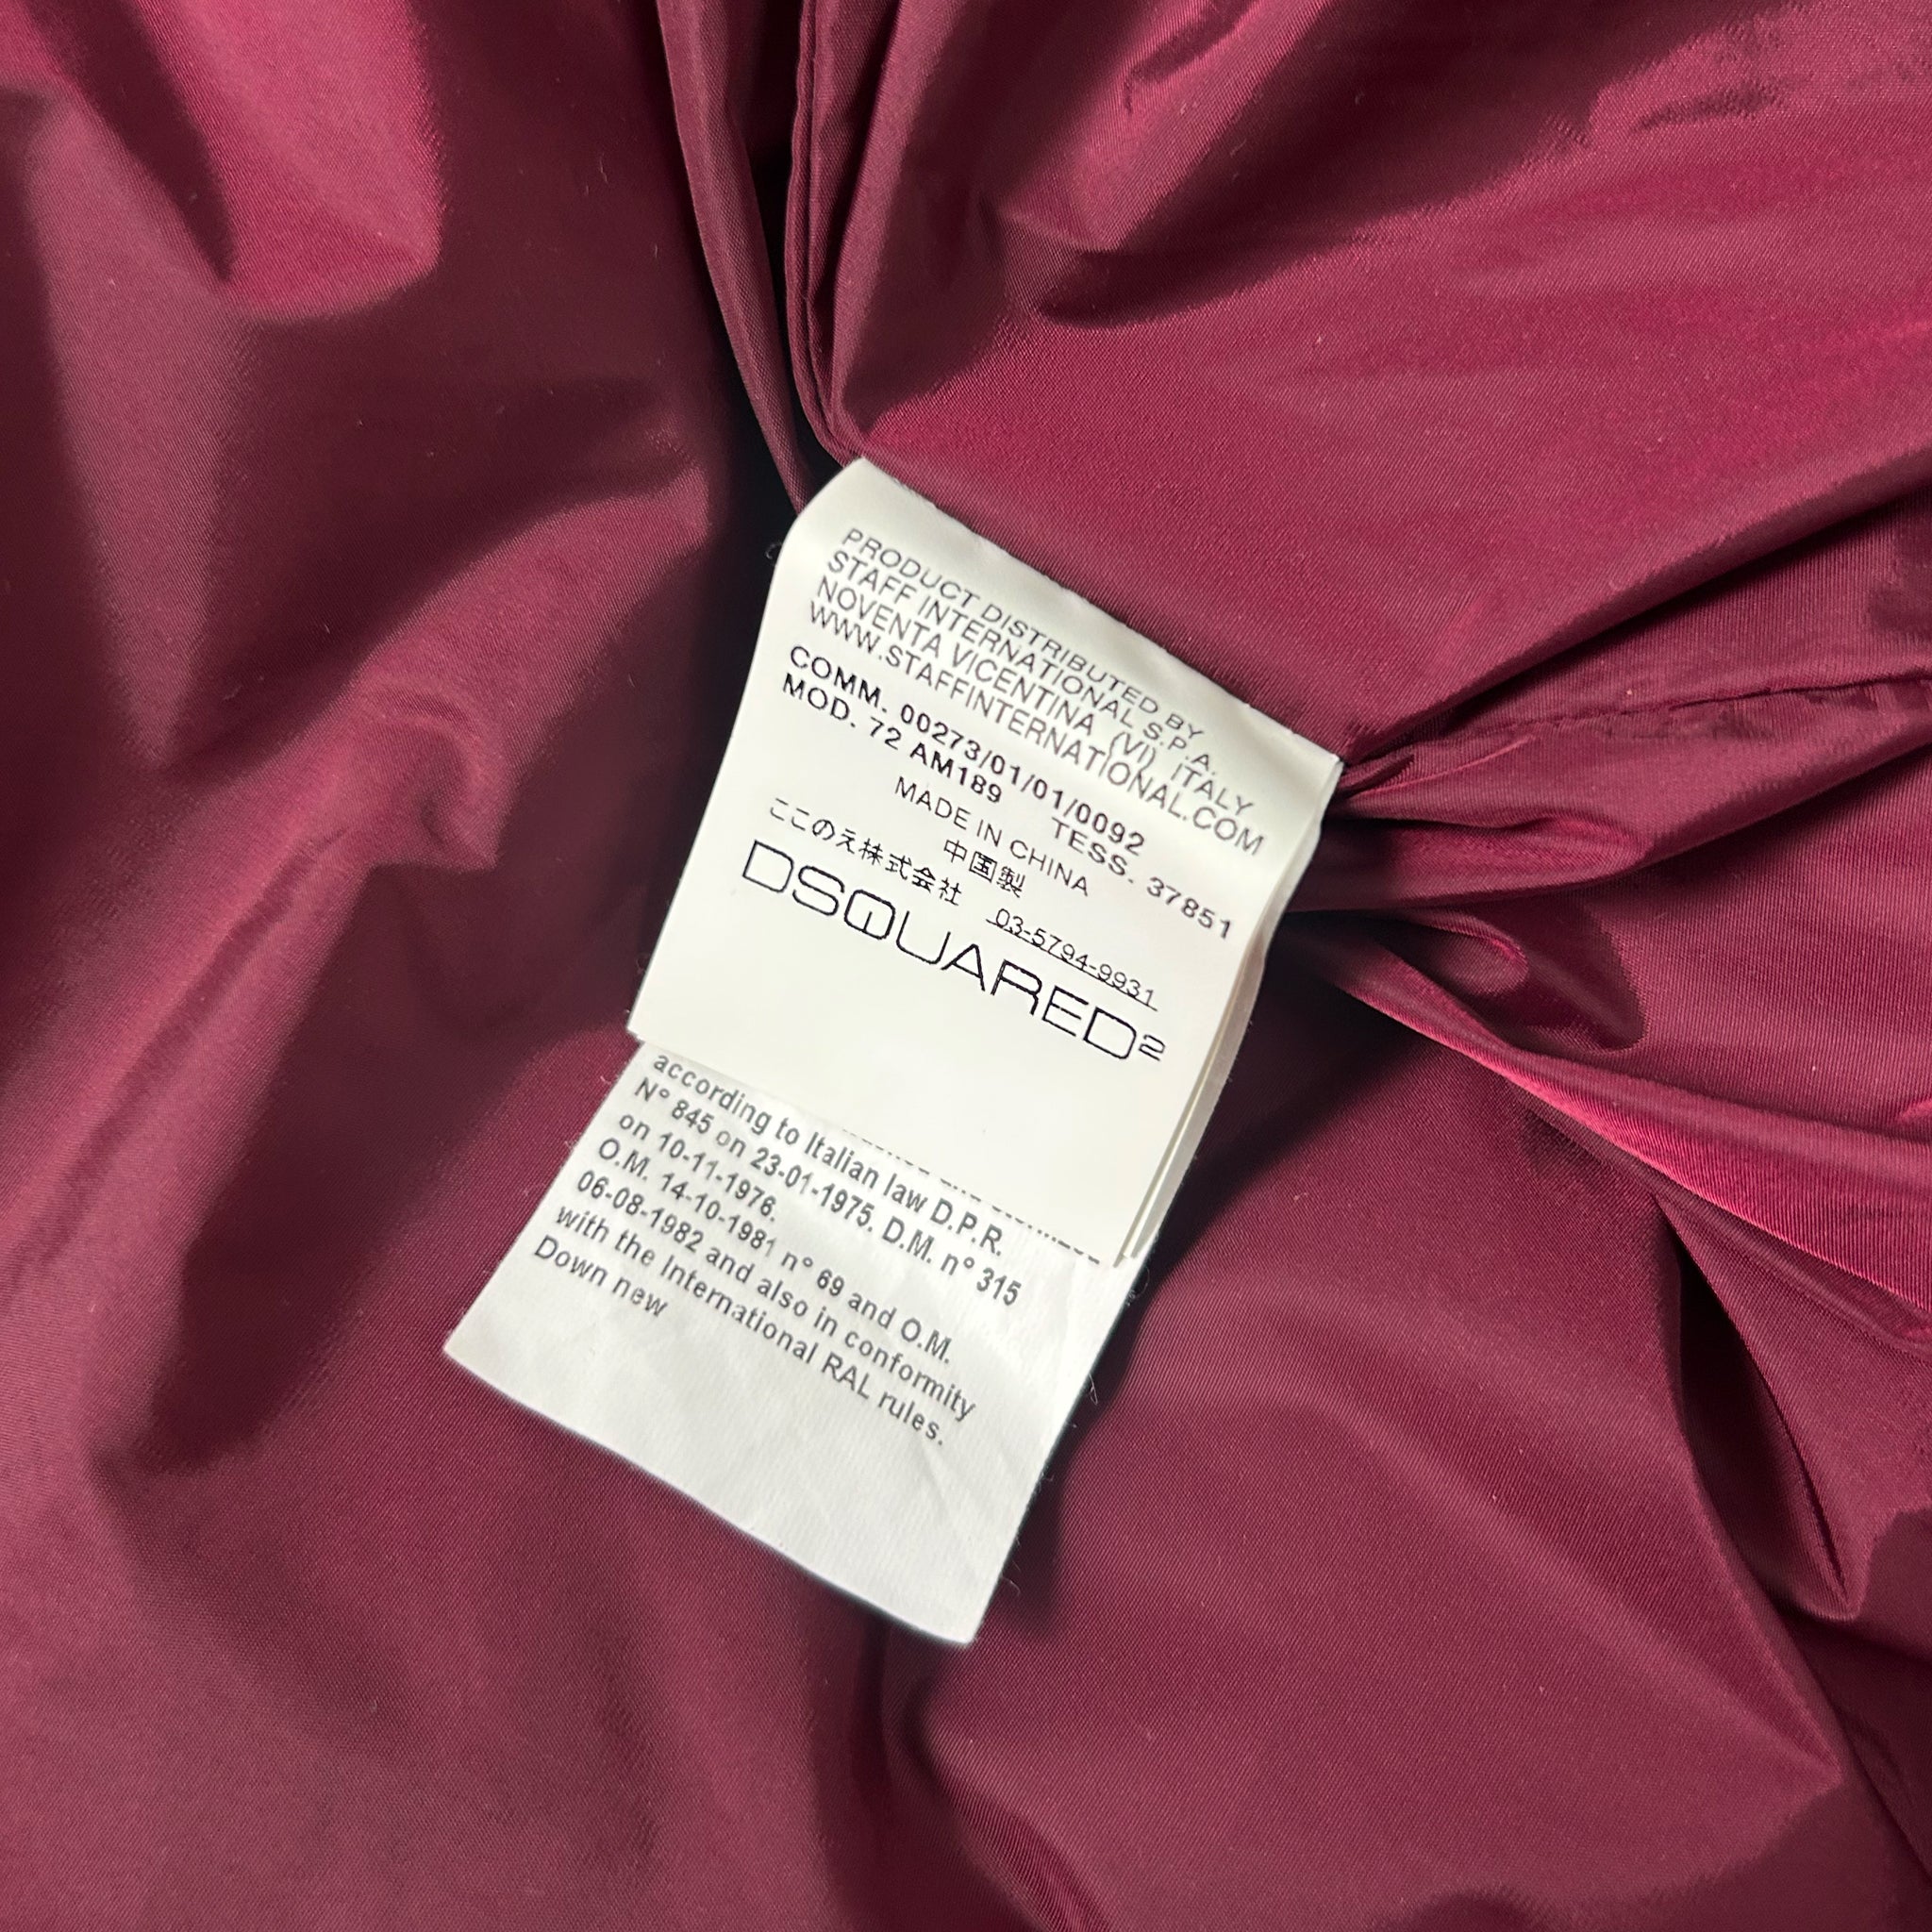 PRODUCT DISTRIBUTED BY
STAFF INTERNATIONAL S.P.A.
NOVENTA VICENTINA (VI) ITALY
WWW.STAFFINTERNATIONAL.COM
COMM. 00273/01/01/0092
MOD. 72 AM189 TESS. 37851
MADE IN CHINA
中国製
ここのえ株式会社 03-5794-9931
DSQUARED2
according to Italian law D.P.R.
N° 845 on 23-01-1975. D.M. n° 315
on 10-11-1976.
O.M. 14-10-1981 n° 69 and O.M.
06-08-1982 and also in conformity
with the International RAL rules.
Down new